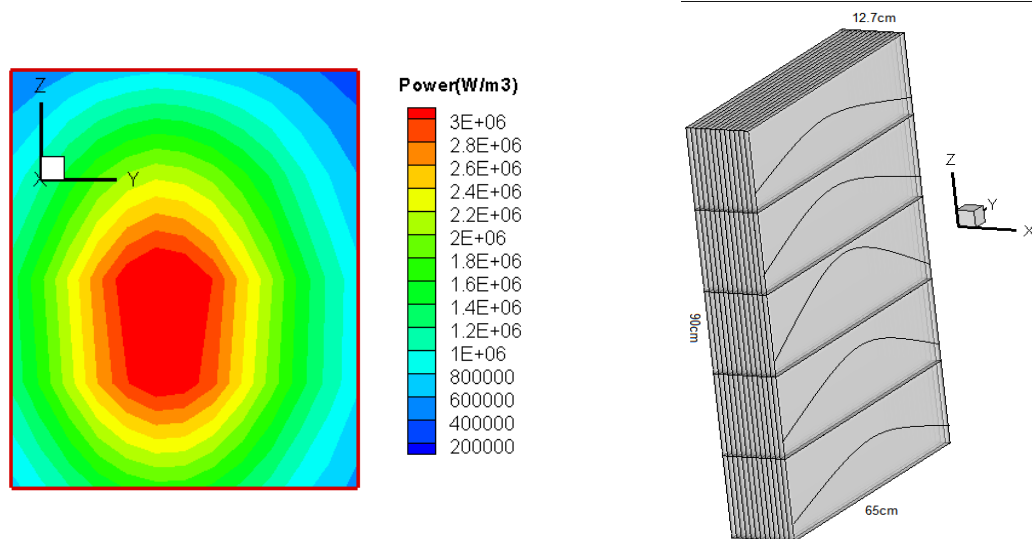 Z
X
Y
Power(W/m3)
3E+06
2.8E+06
2.6E+06
2.4E+06
2.2E+06
2E+06
1.8E+06
1.6E+06
1.4E+06
1.2E+06
1E+06
800000
600000
400000
200000
12.7cm
Z
Y
X
90cm
65cm